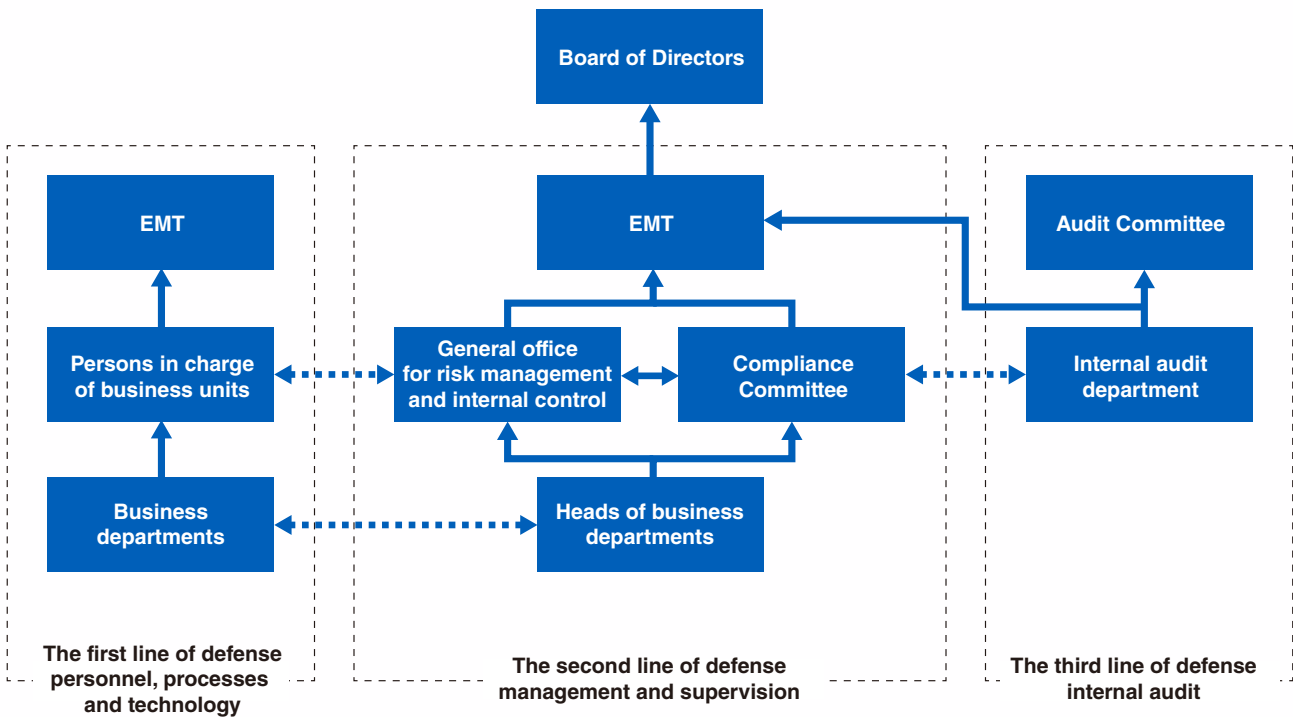 Board of Directors
EMT
EMT
Audit Committee
Persons in charge
of business units
General office
for risk management
and internal control
Compliance
Committee
Internal audit
department
Business
departments
Heads of business
departments
The first line of defense
personnel, processes
and technology
The second line of defense
management and supervision
The third line of defense
internal audit